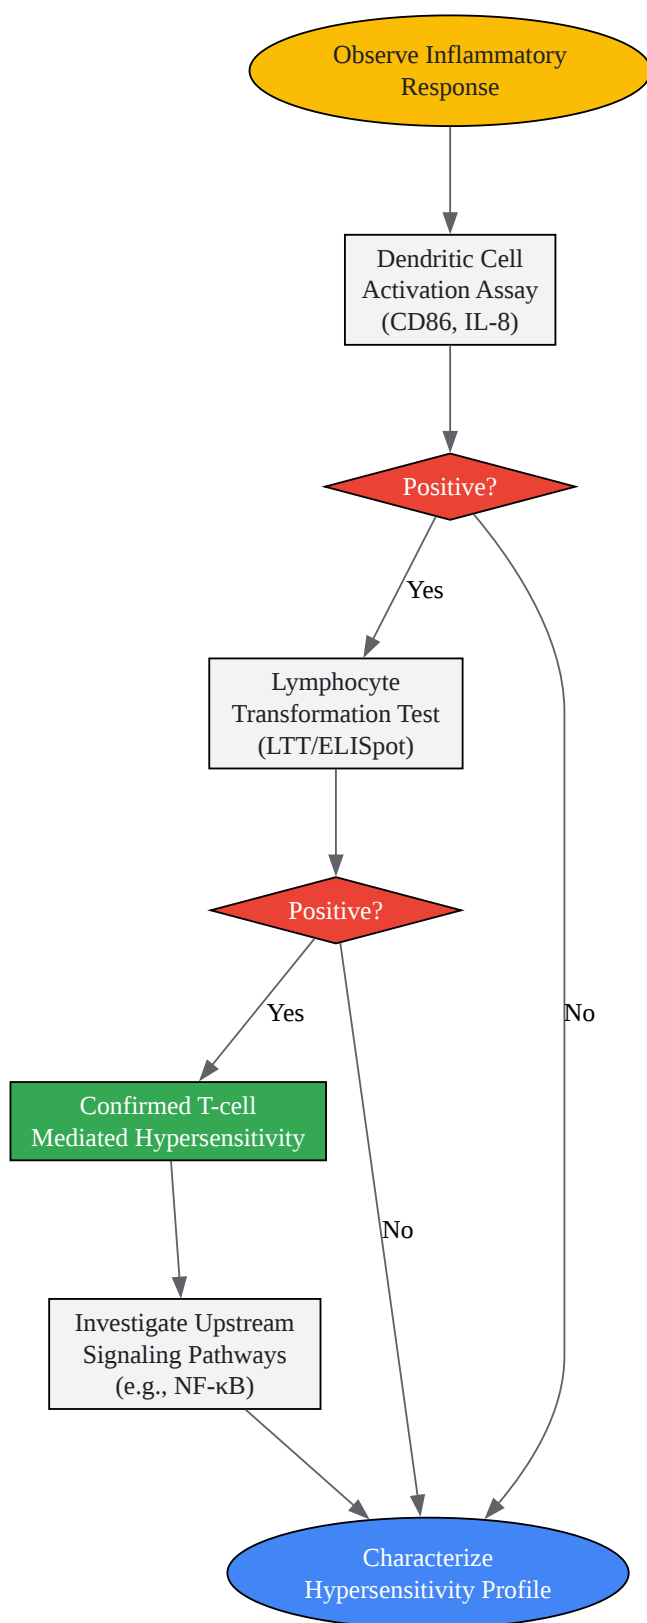 Observe Inflammatory
Response
Dendritic Cell
Activation Assay
(CD86, IL-8)
Positive?
Yes
Lymphocyte
Transformation Test
(LTT/ELISpot)
Positive?
Yes
No
Confirmed T-cell
Mediated Hypersensitivity
No
Investigate Upstream
Signaling Pathways
(e.g., NF-κB)
Characterize
Hypersensitivity Profile